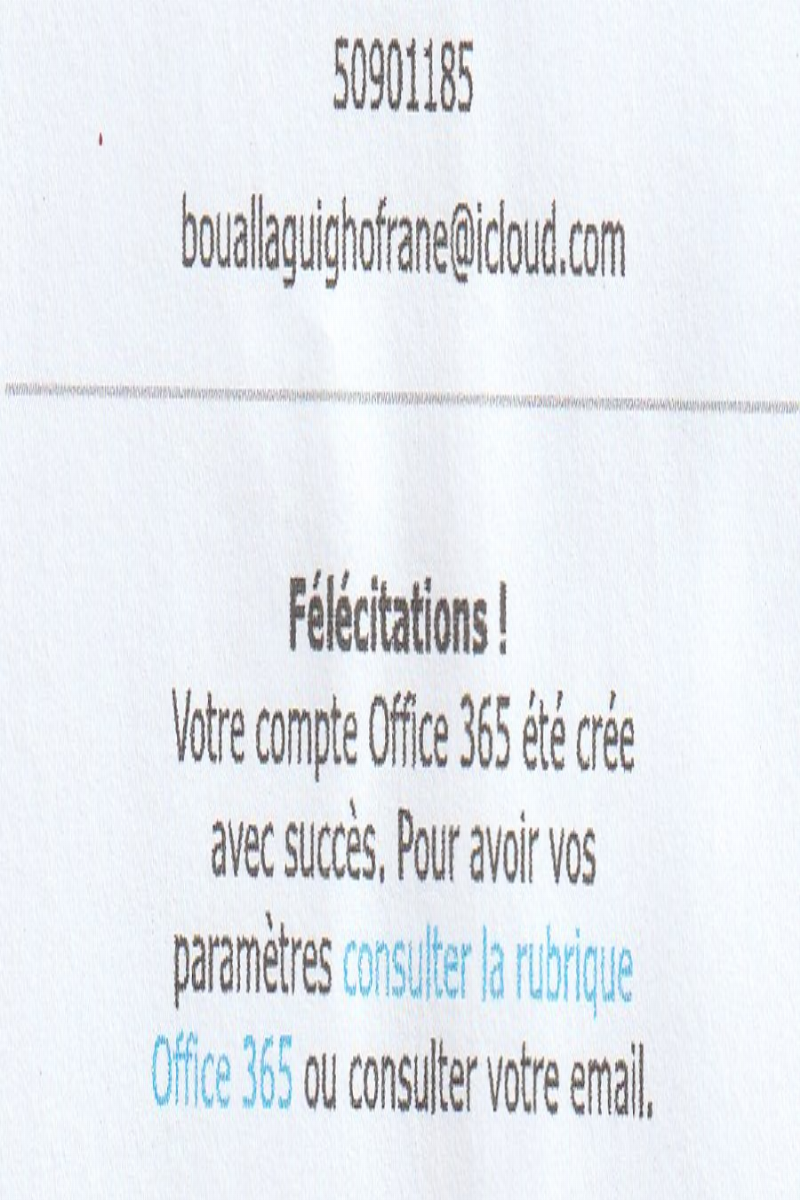 50901185
bouallaguighofrane@icloud.com
Félécitations !
Votre compte Office 365 été crée
avec succès. Pour avoir vos
paramètres consulter la rubrique
Office 365 ou consulter votre email.